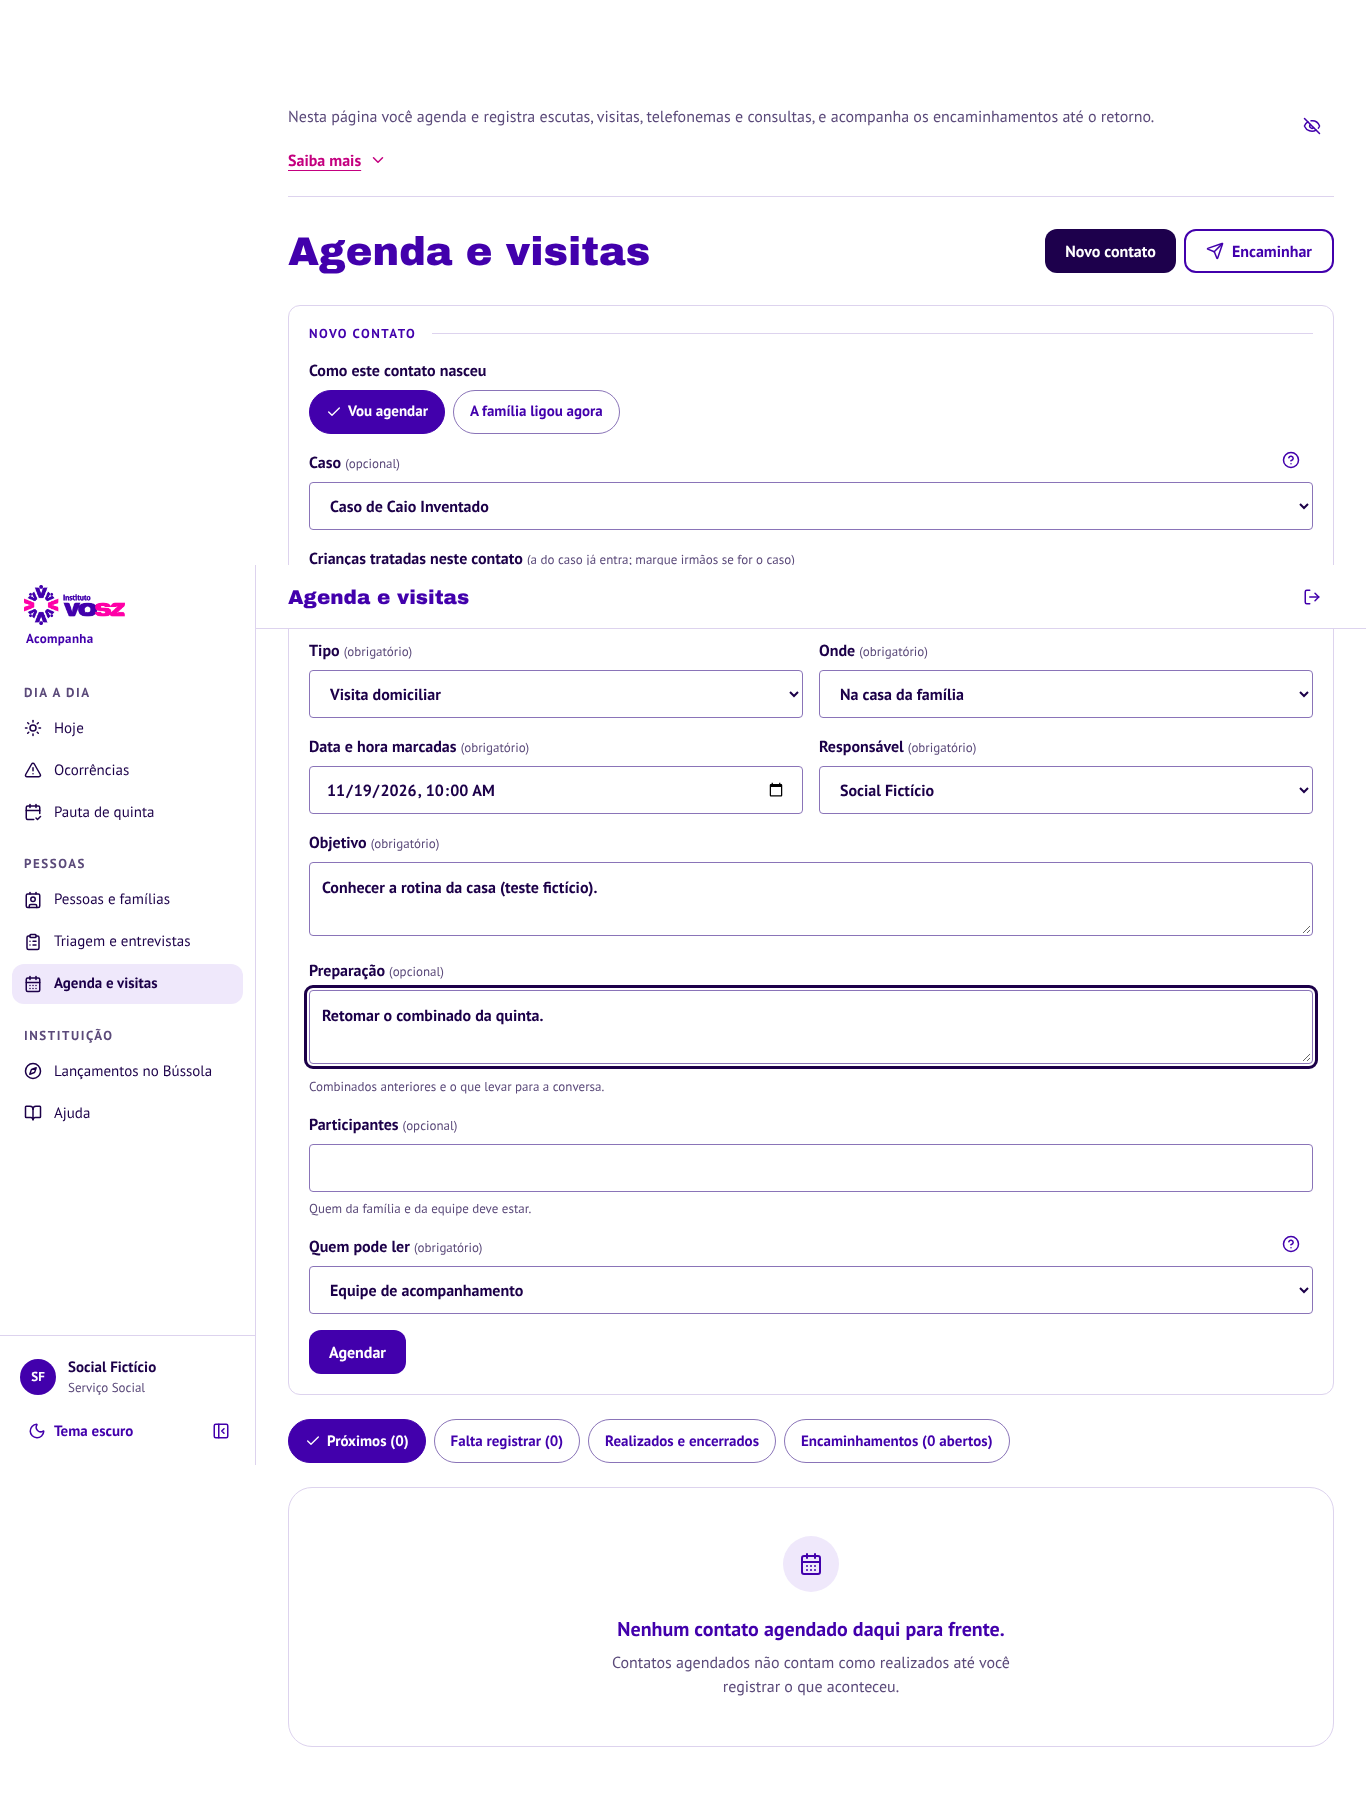 Nesta página você agenda e registra escutas, visitas, telefonemas e consultas, e acompanha os encaminhamentos até o retorno.
Saiba mais
Agenda e visitas
Novo contato
Encaminhar
NOVO CONTATO
Como este contato nasceu
Vou agendar
A família ligou agora
Caso (opcional)
Caso de Caio Inventado
Crianças tratadas neste contato (a do caso já entra; marque irmãos se for o caso)
Instituto
VOSZ
Acompanha
Agenda e visitas
DIA A DIA
Hoje
Ocorrências
Pauta de quinta
PESSOAS
Pessoas e famílias
Triagem e entrevistas
Agenda e visitas
INSTITUIÇÃO
Lançamentos no Bússola
Ajuda
SF
Social Fictício
Serviço Social
Tema escuro
Tipo (obrigatório)
Visita domiciliar
Onde (obrigatório)
Na casa da família
Data e hora marcadas (obrigatório)
11/19/2026, 10:00 AM
Responsável (obrigatório)
Social Fictício
Objetivo (obrigatório)
Conhecer a rotina da casa (teste fictício).
Preparação (opcional)
Retomar o combinado da quinta.
Combinados anteriores e o que levar para a conversa.
Participantes (opcional)
Quem da família e da equipe deve estar.
Quem pode ler (obrigatório)
Equipe de acompanhamento
Agendar
Próximos (0)
Falta registrar (0)
Realizados e encerrados
Encaminhamentos (0 abertos)
Nenhum contato agendado daqui para frente.
Contatos agendados não contam como realizados até você
registrar o que aconteceu.